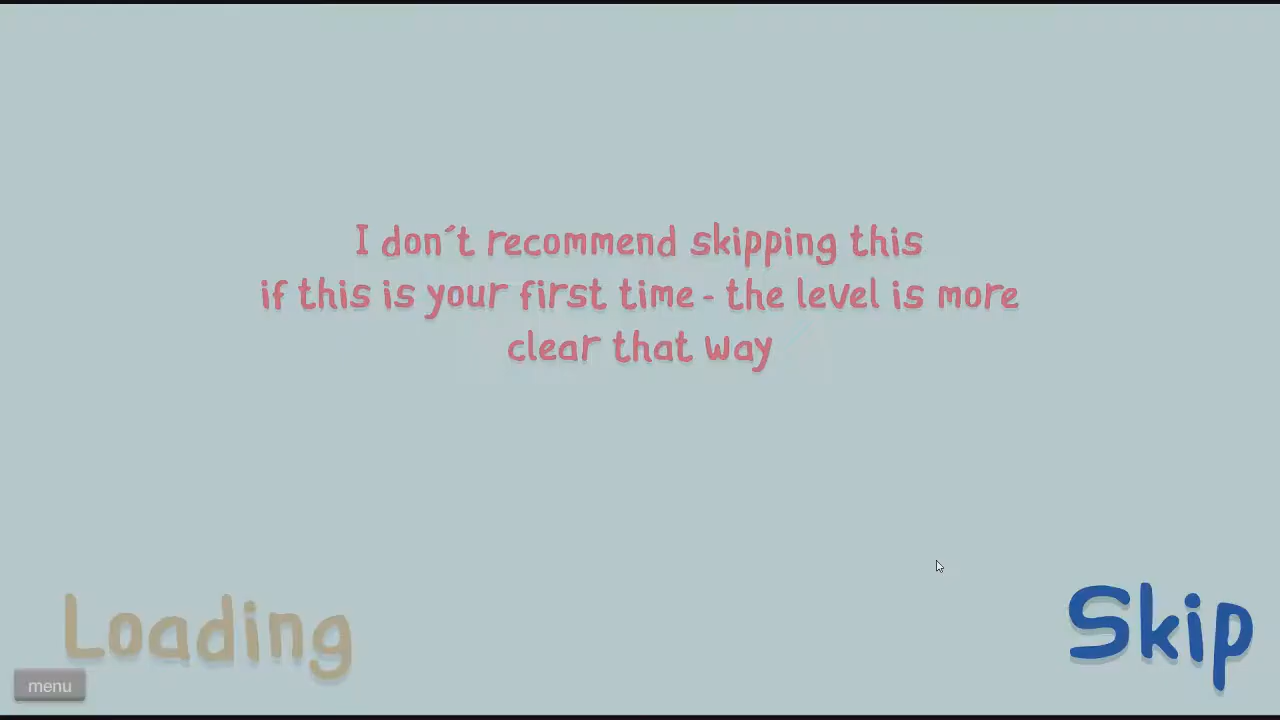 I don´t recommend skipping this
if this is your first time - the level is more
clear that way
Loading
Skip
menu